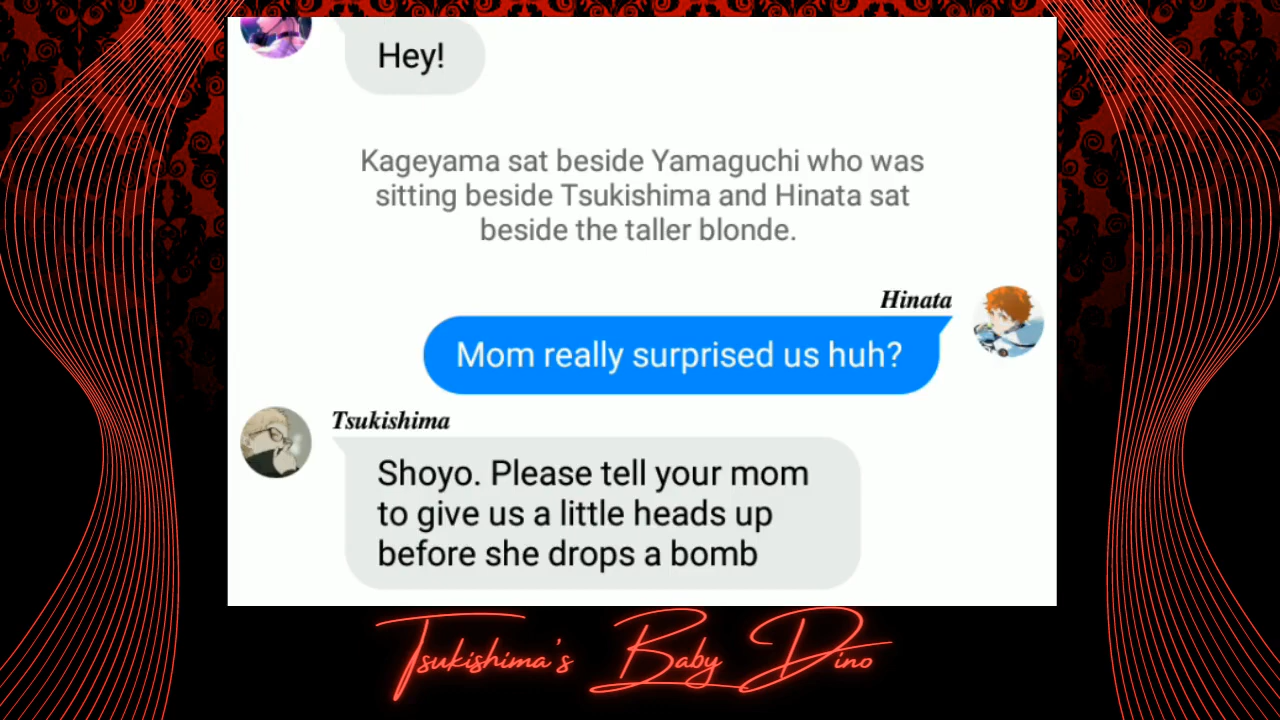 Hey!
Kageyama sat beside Yamaguchi who was
sitting beside Tsukishima and Hinata sat
beside the taller blonde.
Hinata
Mom really surprised us huh?
Tsukishima
Shoyo. Please tell your mom
to give us a little heads up
before she drops a bomb
Tsukishima's Baby Dino